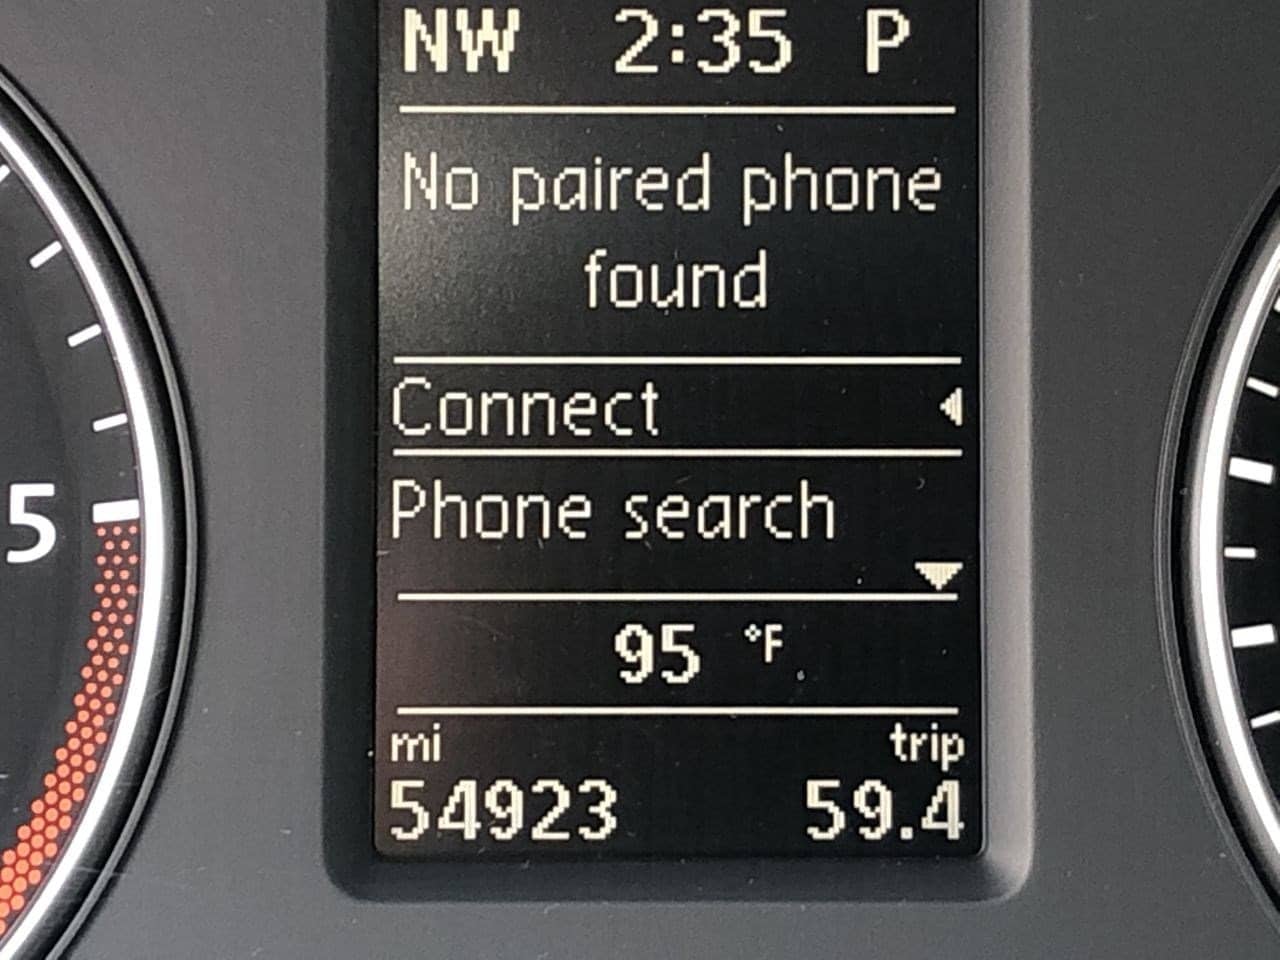 NW 2:35 P
No paired phone
found
Connect
Phone search
95 °F
mi trip
54923 59.4
5